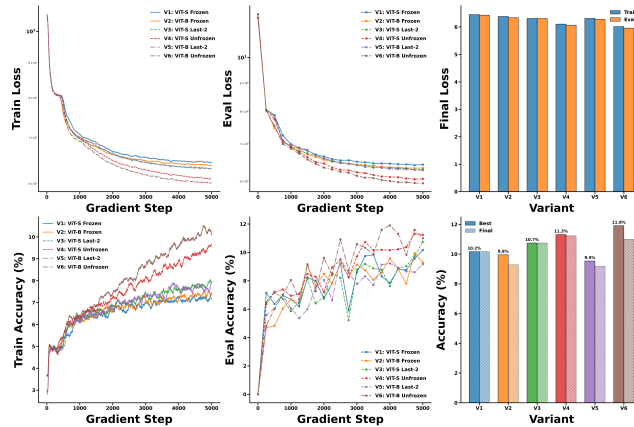 V1: ViT-S Frozen
V2: ViT-B Frozen
V3: ViT-S Last-2
V4: ViT-S Unfrozen
V5: ViT-B Last-2
V6: ViT-B Unfrozen
10¹
Train Loss
0 1000 2000 3000 4000 5000
Gradient Step
V1: ViT-S Frozen
V2: ViT-B Frozen
V3: ViT-S Last-2
V4: ViT-S Unfrozen
V5: ViT-B Last-2
V6: ViT-B Unfrozen
10¹
Eval Loss
0 1000 2000 3000 4000 5000
Gradient Step
Trai
Eva
6
5
4
3
2
1
0
Final Loss
V1 V2 V3 V4 V5 V6
Variant
V1: ViT-S Frozen
V2: ViT-B Frozen
V3: ViT-S Last-2
V4: ViT-S Unfrozen
V5: ViT-B Last-2
V6: ViT-B Unfrozen
10
9
8
7
6
5
4
3
Train Accuracy (%)
0 1000 2000 3000 4000 5000
Gradient Step
12
10
8
6
4
2
0
Eval Accuracy (%)
V1: ViT-S Frozen
V2: ViT-B Frozen
V3: ViT-S Last-2
V4: ViT-S Unfrozen
V5: ViT-B Last-2
V6: ViT-B Unfrozen
0 1000 2000 3000 4000 5000
Gradient Step
Best
Final
12
10
8
6
4
2
0
Accuracy (%)
10.2% 9.9% 10.7% 11.3% 9.5% 11.9%
V1 V2 V3 V4 V5 V6
Variant